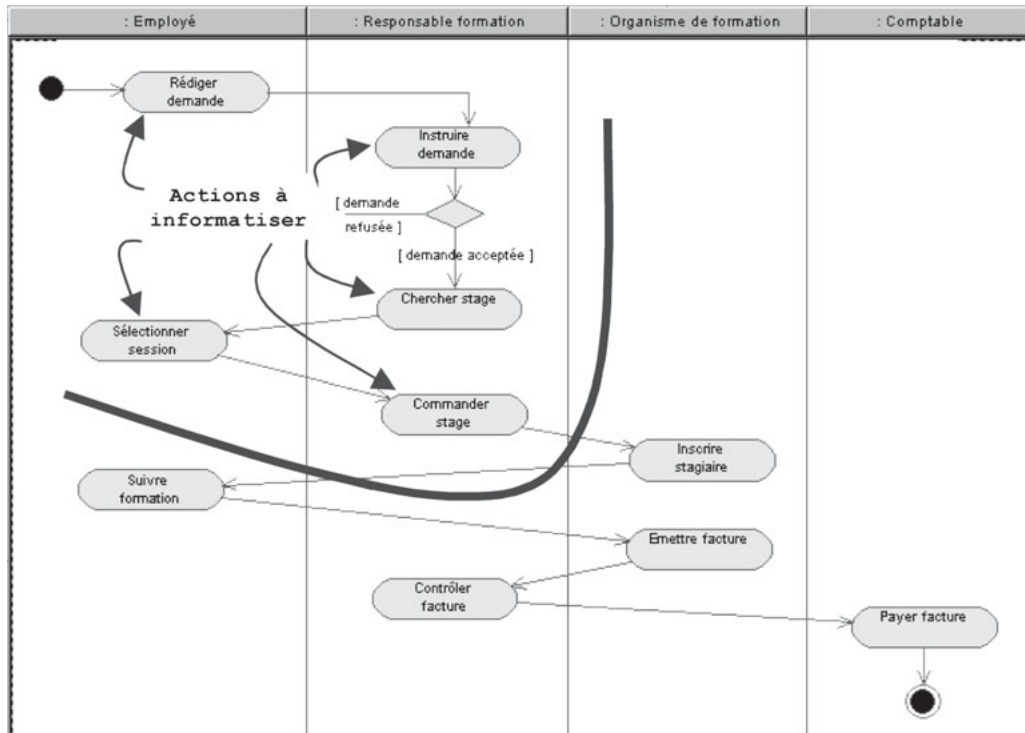 : Employé
: Responsable formation
: Organisme de formation
: Comptable
Rédiger
demande
Instruire
demande
Actions à
informatiser
[ demande
refusée ]
[ demande acceptée ]
Chercher stage
Sélectionner
session
Commander
stage
Inscrire
stagiaire
Suivre
formation
Emettre facture
Contrôler
facture
Payer facture